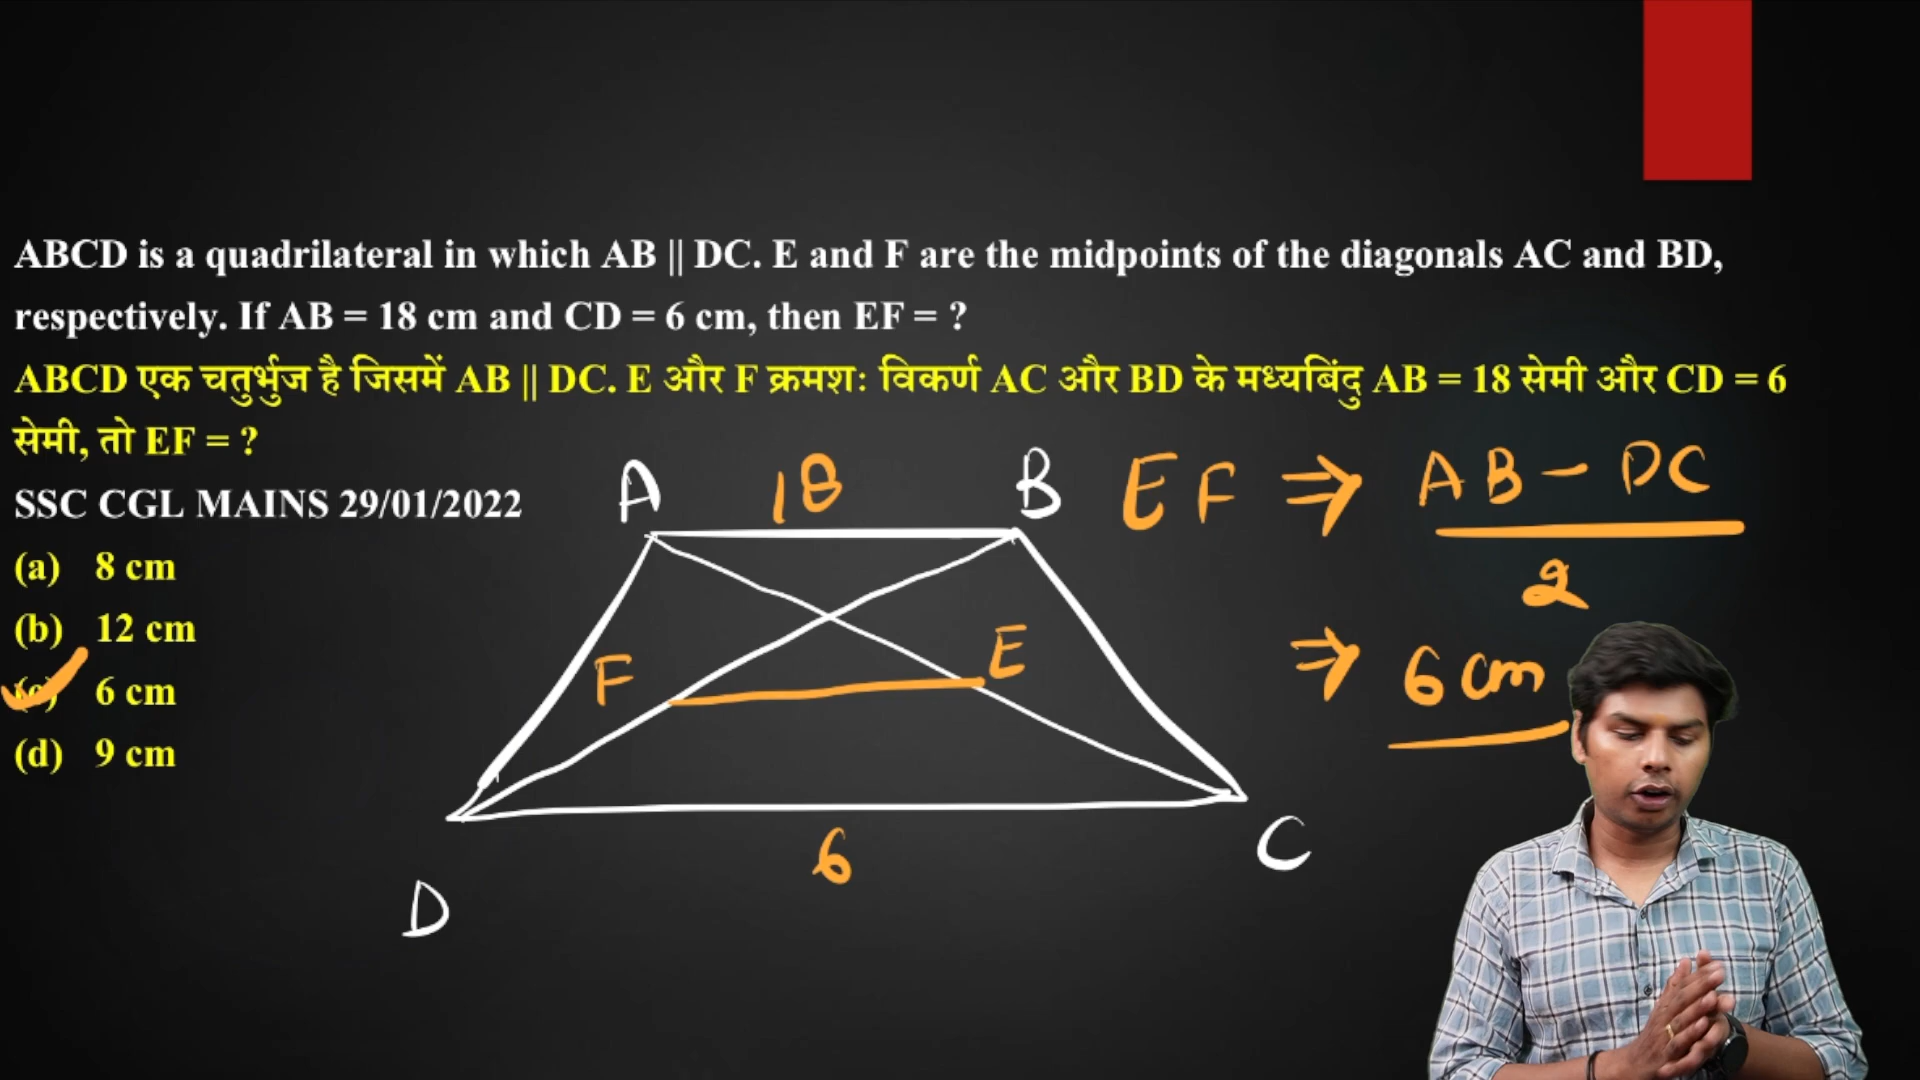 ABCD is a quadrilateral in which AB || DC. E and F are the midpoints of the diagonals AC and BD,
respectively. If AB = 18 cm and CD = 6 cm, then EF = ?
ABCD एक चतुर्भुज है जिसमें AB || DC. E और F क्रमशः विकर्ण AC और BD के मध्यबिंदु AB = 18 सेमी और CD = 6
सेमी, तो EF = ?
SSC CGL MAINS 29/01/2022
(a) 8 cm
(b) 12 cm
(c) 6 cm
(d) 9 cm
A 18 B
F E
6
D C
EF ⇒ AB - DC
2
⇒ 6 cm